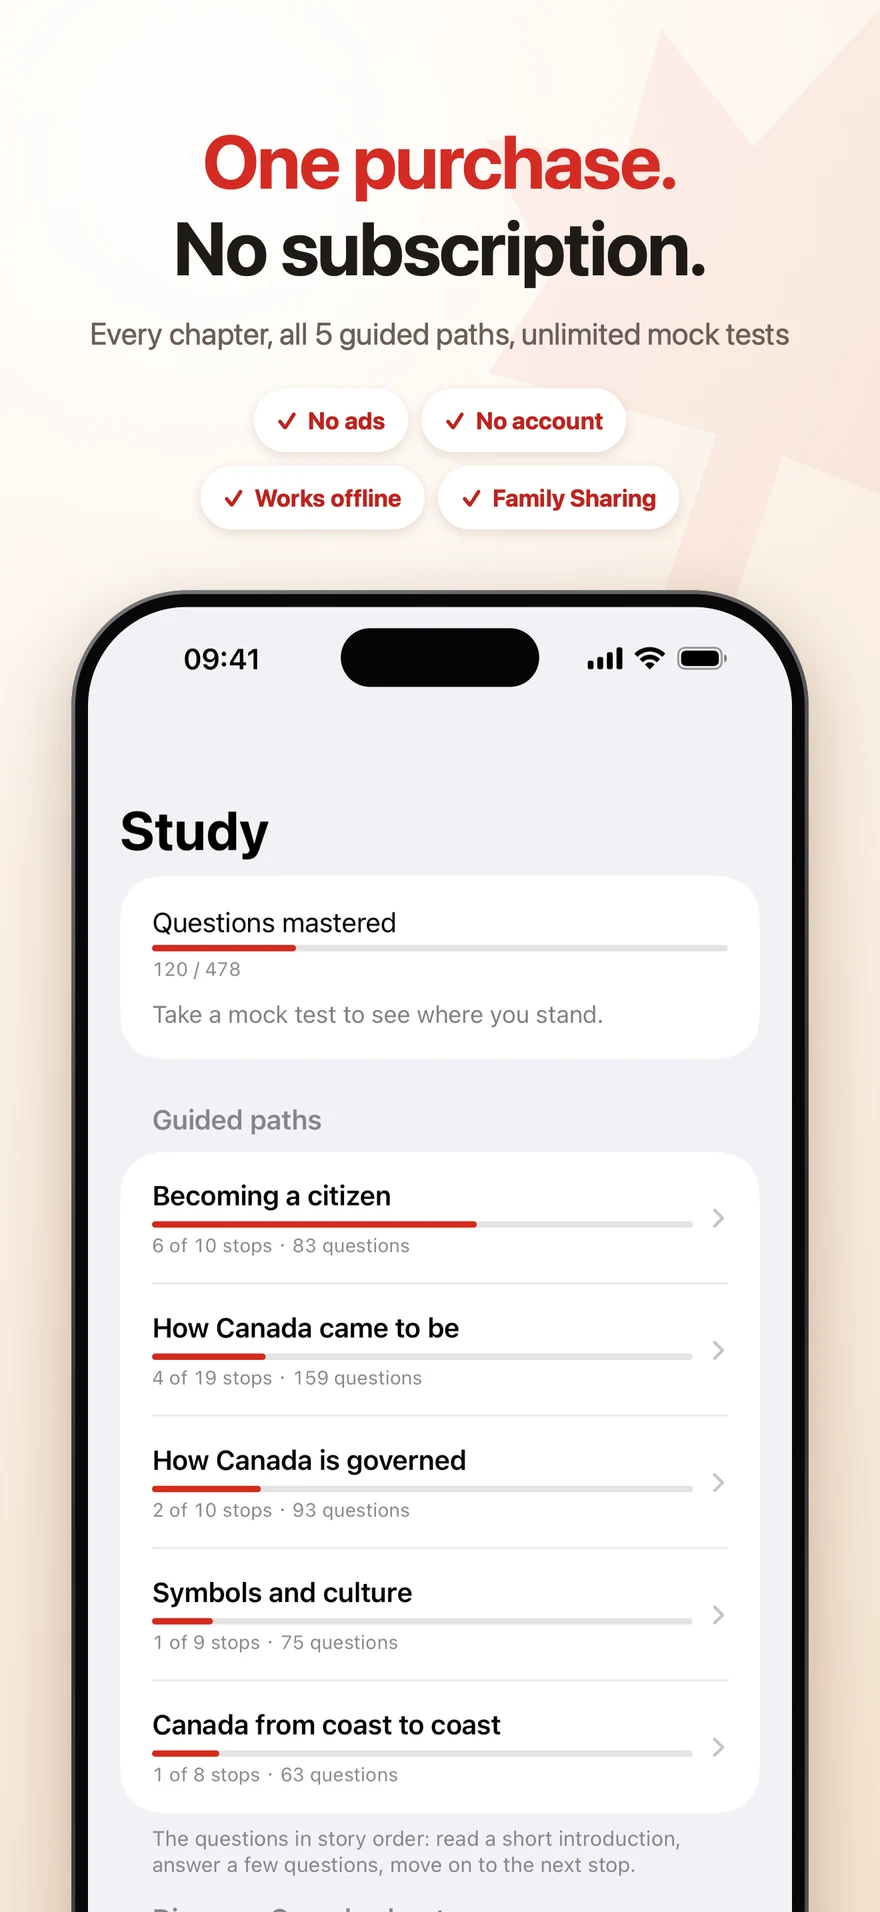 One purchase.
No subscription.
Every chapter, all 5 guided paths, unlimited mock tests
✓ No ads
✓ No account
✓ Works offline
✓ Family Sharing
09:41
Study
Questions mastered
120 / 478
Take a mock test to see where you stand.
Guided paths
Becoming a citizen
6 of 10 stops · 83 questions
How Canada came to be
4 of 19 stops · 159 questions
How Canada is governed
2 of 10 stops · 93 questions
Symbols and culture
1 of 9 stops · 75 questions
Canada from coast to coast
1 of 8 stops · 63 questions
The questions in story order: read a short introduction,
answer a few questions, move on to the next stop.